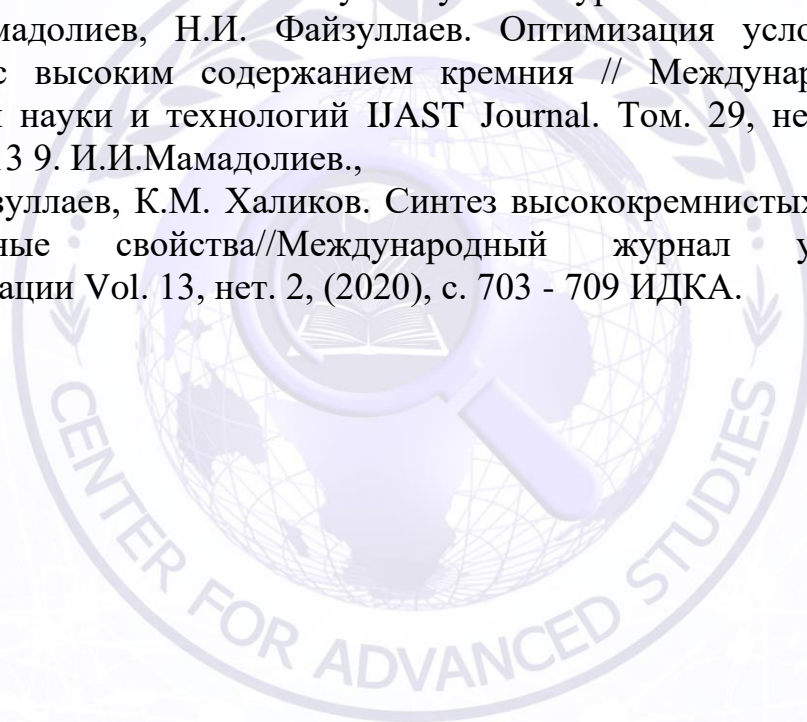 мадолиев, Н.И. Файзуллаев. Оптимизация усло
с высоким содержанием кремния // Междунар
науки и технологий IJAST Journal. Том. 29, не
13 9. И.И.Мамадолиев.,
зуллаев, К.М. Халиков. Синтез высококремнистых
ные свойства//Международный журнал у
ации Vol. 13, нет. 2, (2020), с. 703 - 709 ИДКА.
CENTER FOR ADVANCED STUDIES